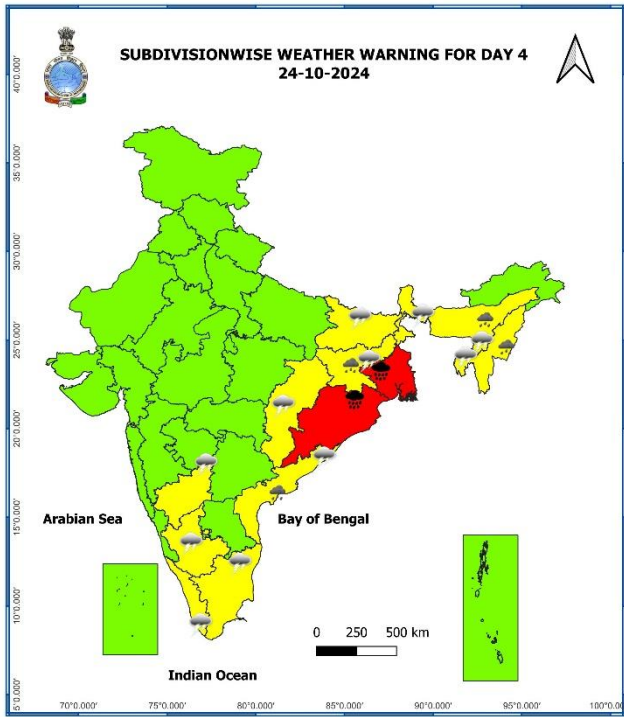 SUBDIVISIONWISE WEATHER WARNING FOR DAY 4
24-10-2024
40°0.000'
35°0.000'
30°0.000'
25°0.000'
20°0.000'
15°0.000'
10°0.000'
5°0.000'
Arabian Sea
Bay of Bengal
0 250 500 km
Indian Ocean
70°0.000' 75°0.000' 80°0.000' 85°0.000' 90°0.000' 95°0.000' 100°0.0